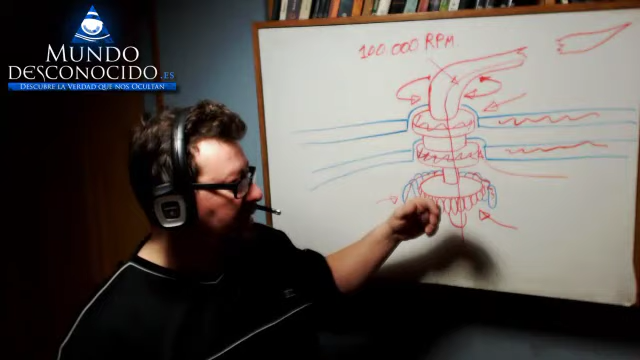 MUNDO
DESCONOCIDO.ES
DESCUBRE LA VERDAD QUE NOS OCULTAN
100.000 RPM